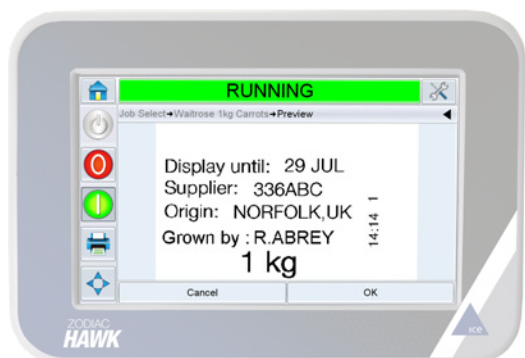 RUNNING
Job Select→Waitrose 1kg Carrots→Preview
Display until: 29 JUL
Supplier: 336ABC
Origin: NORFOLK,UK
Grown by : R.ABREY
14:14 1
1 kg
Cancel
OK
ZODIAC
HAWK
ICE